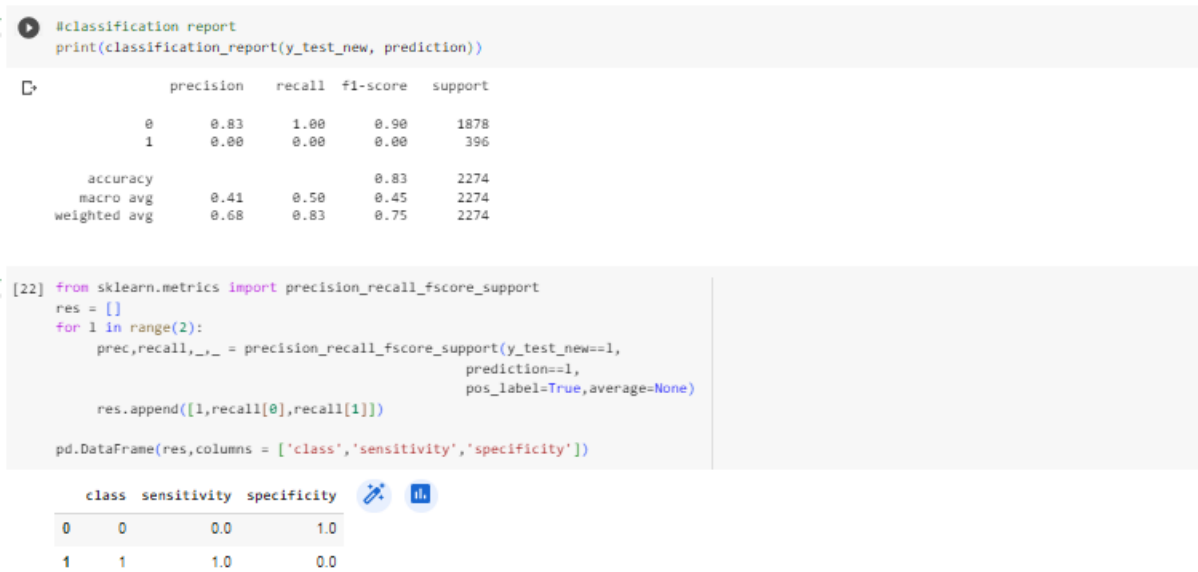 #classification report
print(classification_report(y_test_new, prediction))
precision recall f1-score support
0 0.83 1.00 0.90 1878
1 0.00 0.00 0.00 396
accuracy 0.83 2274
macro avg 0.41 0.50 0.45 2274
weighted avg 0.68 0.83 0.75 2274
[22] from sklearn.metrics import precision_recall_fscore_support
res = []
for l in range(2):
prec,recall,_,_ = precision_recall_fscore_support(y_test_new==l,
prediction==l,
pos_label=True,average=None)
res.append([l,recall[0],recall[1]])
pd.DataFrame(res,columns = ['class','sensitivity','specificity'])
class sensitivity specificity
0 0 0.0 1.0
1 1 1.0 0.0